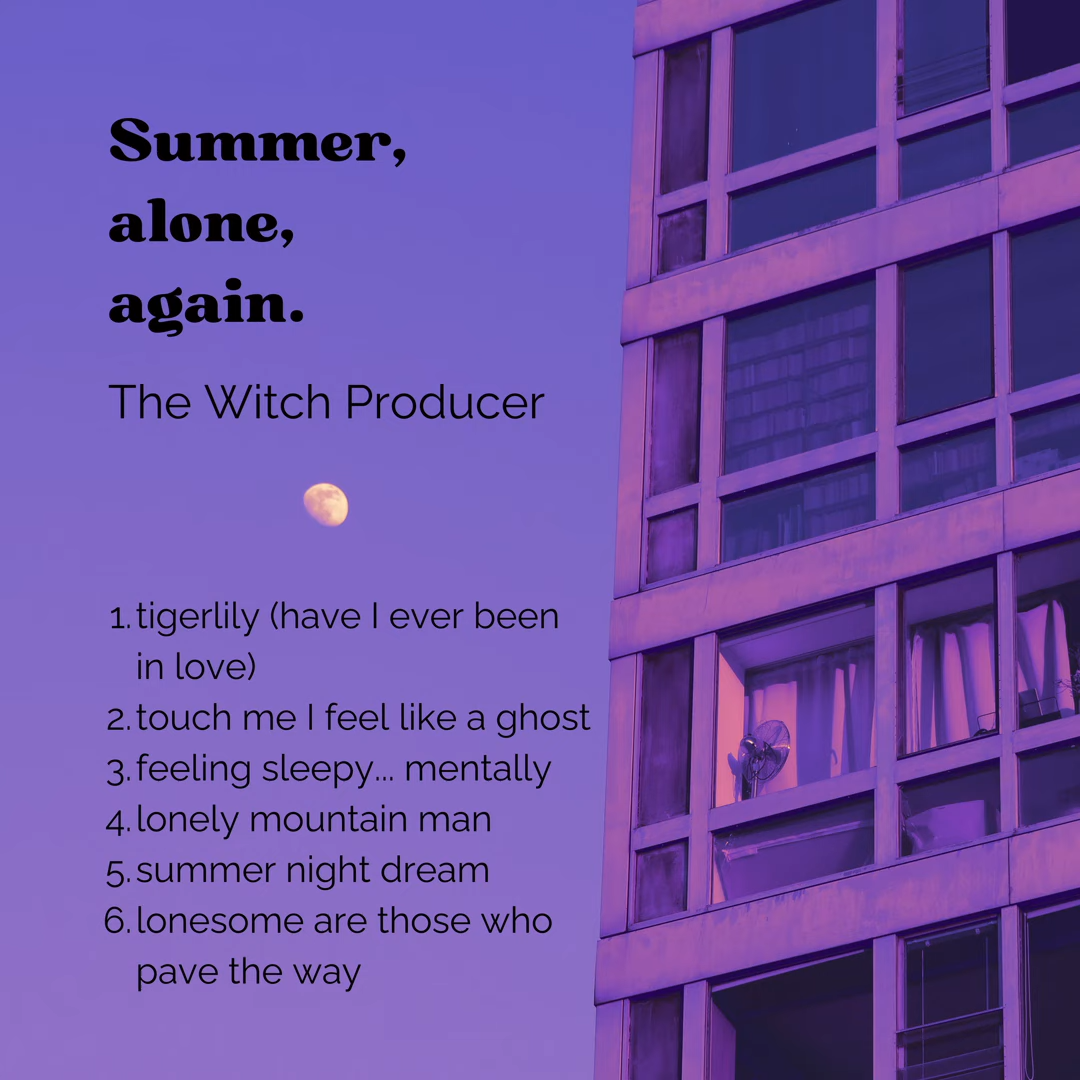 Summer,
alone,
again.
The Witch Producer
1. tigerlily (have I ever been
in love)
2. touch me I feel like a ghost
3. feeling sleepy... mentally
4. lonely mountain man
5. summer night dream
6. lonesome are those who
pave the way